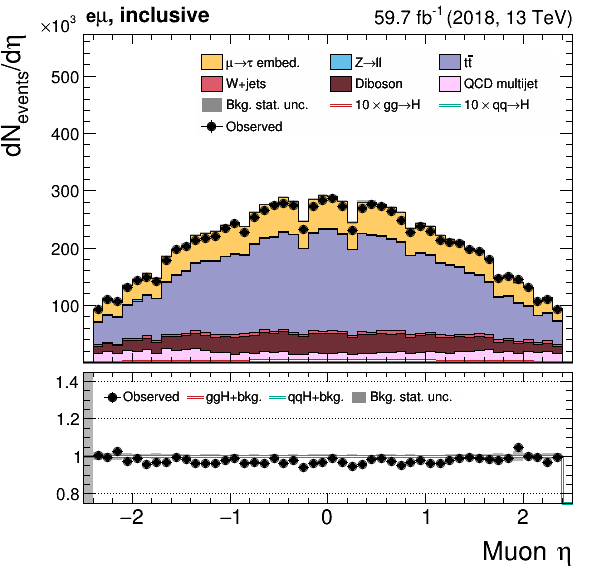 ×10³ eμ, inclusive 59.7 fb⁻¹ (2018, 13 TeV)
dN_events/dη
μ→τ embed. Z→ll tt̄
W+jets Diboson QCD multijet
Bkg. stat. unc. 10 × gg→H 10 × qq→H
Observed
500
400
300
200
100
Observed ggH+bkg. qqH+bkg. Bkg. stat. unc.
1.4
1.2
1
0.8
−2 −1 0 1 2
Muon η